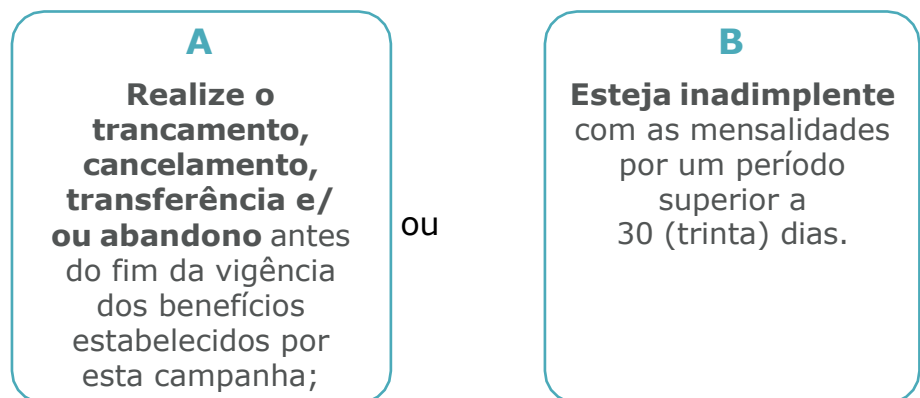 A
Realize o
trancamento,
cancelamento,
transferência e/
ou abandono antes
do fim da vigência
dos benefícios
estabelecidos por
esta campanha;
ou
B
Esteja inadimplente
com as mensalidades
por um período
superior a
30 (trinta) dias.